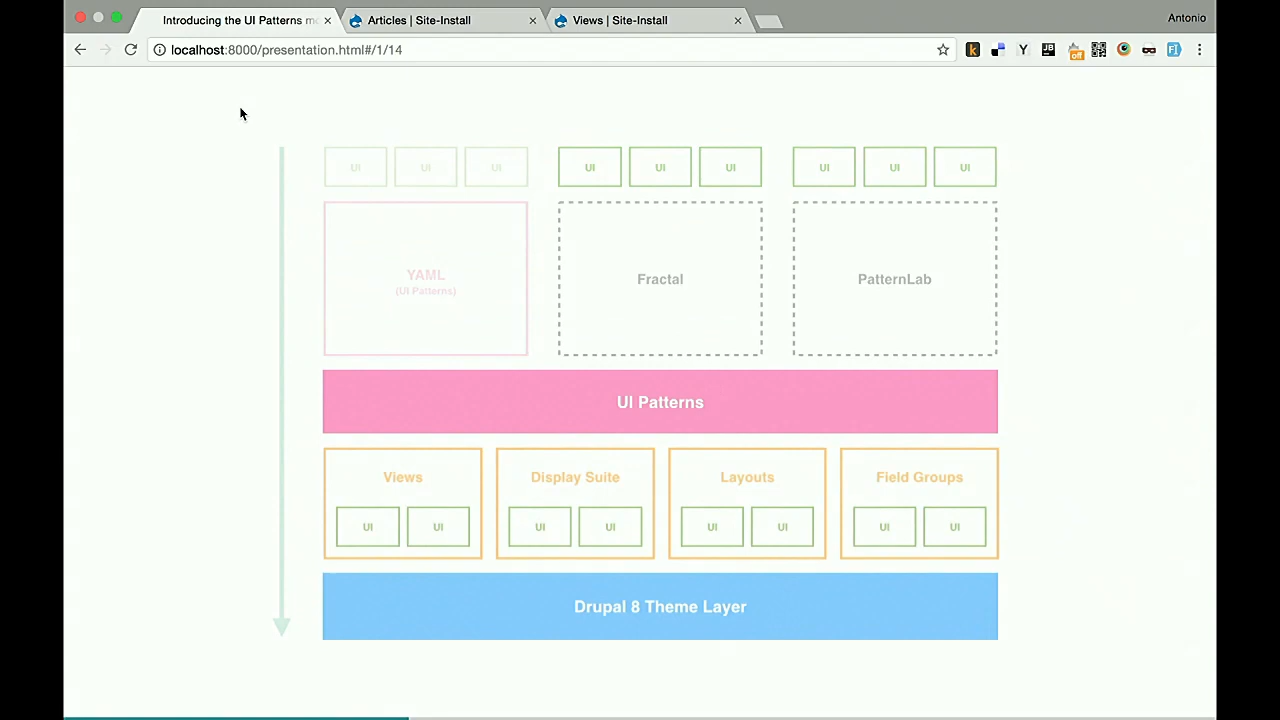 Introducing the UI Patterns m
Articles | Site-Install
Views | Site-Install
Antonio
localhost:8000/presentation.html#/1/14
k
Y
JB
off
UI UI UI UI UI UI UI UI UI
YAML
(UI Patterns)
Fractal
PatternLab
UI Patterns
Views Display Suite Layouts Field Groups
UI UI UI UI UI UI UI UI
Drupal 8 Theme Layer